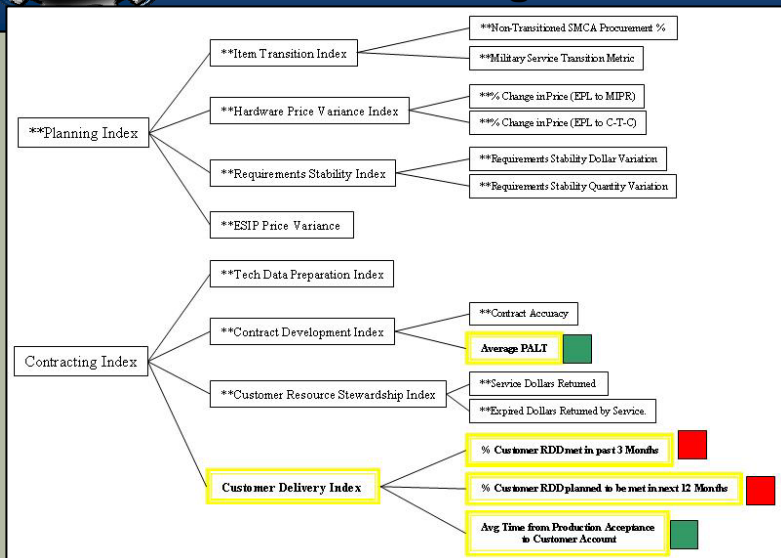 **Non-Transitioned SMCA Procurement %
**Item Transition Index
**Military Service Transition Metric
**% Change in Price (EPL to MIPR)
**Hardware Price Variance Index
**% Change in Price (EPL to C-T-C)
**Planning Index
**Requirements Stability Dollar Variation
**Requirements Stability Index
**Requirements Stability Quantity Variation
**ESIP Price Variance
**Tech Data Preparation Index
**Contract Accuracy
**Contract Development Index
Average PALT
Contracting Index
**Service Dollars Returned
**Customer Resource Stewardship Index
**Expired Dollars Returned by Service.
% Customer RDD met in past 3 Months
Customer Delivery Index
% Customer RDD planned to be met in next 12 Months
Avg Time from Production Acceptance
to Customer Account